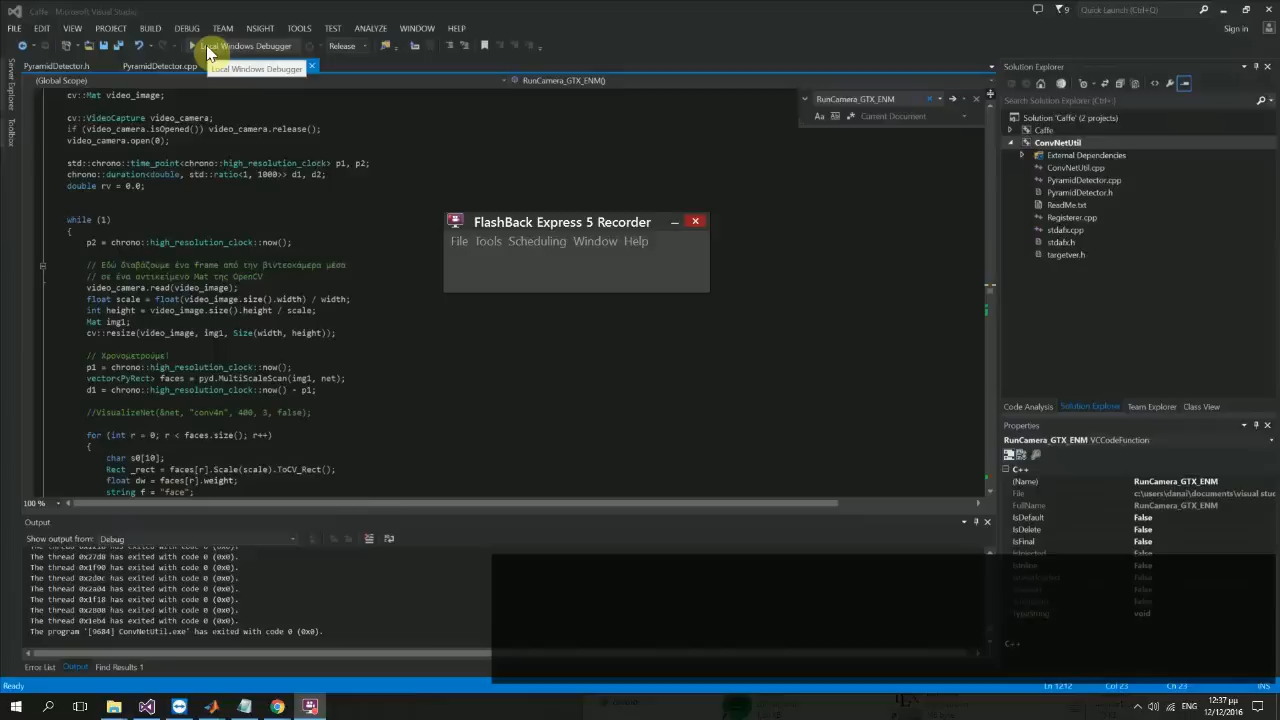 Caffe - Microsoft Visual Studio
Quick Launch (Ctrl+Q)
FILE EDIT VIEW PROJECT BUILD DEBUG TEAM NSIGHT TOOLS TEST ANALYZE WINDOW HELP
Sign in
Local Windows Debugger
Release
PyramidDetector.h
PyramidDetector.cpp
Local Windows Debugger
Server Explorer
Toolbox
(Global Scope)
RunCamera_GTX_ENM()
RunCamera_GTX_ENM
Aa
Current Document
cv::Mat video_image;
cv::VideoCapture video_camera;
if (video_camera.isOpened()) video_camera.release();
video_camera.open(0);
std::chrono::time_point<chrono::high_resolution_clock> p1, p2;
chrono::duration<double, std::ratio<1, 1000>> d1, d2;
double rv = 0.0;
while (1)
{
p2 = chrono::high_resolution_clock::now();
// Εδώ διαβάζουμε ένα frame από την βιντεοκάμερα μέσα
// σε ένα αντικείμενο Mat της OpenCV
video_camera.read(video_image);
float scale = float(video_image.size().width) / width;
int height = video_image.size().height / scale;
Mat img1;
cv::resize(video_image, img1, Size(width, height));
// Χρονομετρούμε!
p1 = chrono::high_resolution_clock::now();
vector<PyRect> faces = pyd.MultiScaleScan(img1, net);
d1 = chrono::high_resolution_clock::now() - p1;
//VisualizeNet(&net, "conv4n", 400, 3, false);
for (int r = 0; r < faces.size(); r++)
{
char s0[10];
Rect _rect = faces[r].Scale(scale).ToCV_Rect();
float dw = faces[r].weight;
string f = "face";
100 %
FlashBack Express 5 Recorder
File Tools Scheduling Window Help
Solution Explorer
Search Solution Explorer (Ctrl+;)
Solution 'Caffe' (2 projects)
Caffe
ConvNetUtil
External Dependencies
ConvNetUtil.cpp
PyramidDetector.cpp
PyramidDetector.h
ReadMe.txt
Registerer.cpp
stdafx.cpp
stdafx.h
targetver.h
Code Analysis Solution Explorer Team Explorer Class View
Properties
RunCamera_GTX_ENM VCCodeFunction
C++
(Name) RunCamera_GTX_ENM
File c:\users\danai\documents\visual stud
FullName RunCamera_GTX_ENM
IsDefault False
IsDelete False
IsFinal False
IsInjected False
IsInline False
False
False
False
TypeString void
C++
Output
Show output from: Debug
The thread 0x27d8 has exited with code 0 (0x0).
The thread 0x1f90 has exited with code 0 (0x0).
The thread 0x2d0c has exited with code 0 (0x0).
The thread 0x2a04 has exited with code 0 (0x0).
The thread 0x1f18 has exited with code 0 (0x0).
The thread 0x2808 has exited with code 0 (0x0).
The thread 0x1eb4 has exited with code 0 (0x0).
The program '[9684] ConvNetUtil.exe' has exited with code 0 (0x0).
Error List Output Find Results 1
Ready
Ln 1212 Col 23 Ch 23 INS
ENG
12:37 μμ
12/12/2016